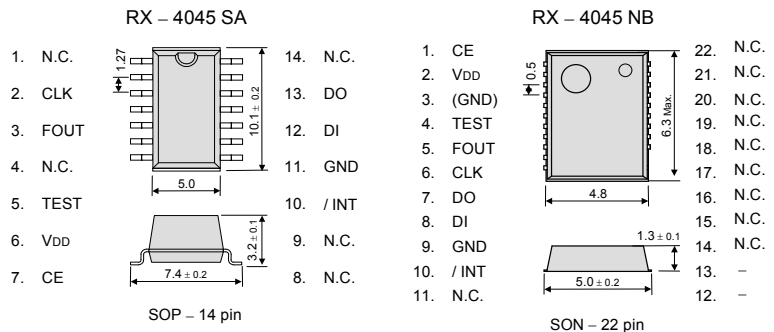 RX – 4045 SA
1. N.C.
2. CLK
3. FOUT
4. N.C.
5. TEST
6. VDD
7. CE
1.27
10.1 ± 0.2
5.0
3.2 ± 0.1
7.4 ± 0.2
14. N.C.
13. DO
12. DI
11. GND
10. / INT
9. N.C.
8. N.C.
SOP – 14 pin
RX – 4045 NB
1. CE
2. VDD
3. (GND)
4. TEST
5. FOUT
6. CLK
7. DO
8. DI
9. GND
10. / INT
11. N.C.
0.5
6.3 Max.
4.8
1.3 ± 0.1
5.0 ± 0.2
22. N.C.
21. N.C.
20. N.C.
19. N.C.
18. N.C.
17. N.C.
16. N.C.
15. N.C.
14. N.C.
13. –
12. –
SON – 22 pin